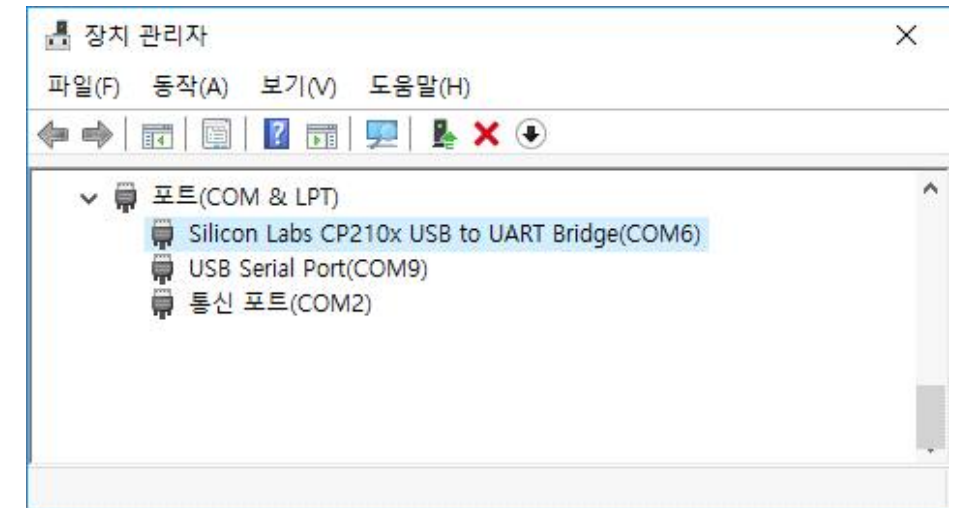 장치 관리자
파일(F) 동작(A) 보기(V) 도움말(H)
포트(COM & LPT)
Silicon Labs CP210x USB to UART Bridge(COM6)
USB Serial Port(COM9)
통신 포트(COM2)